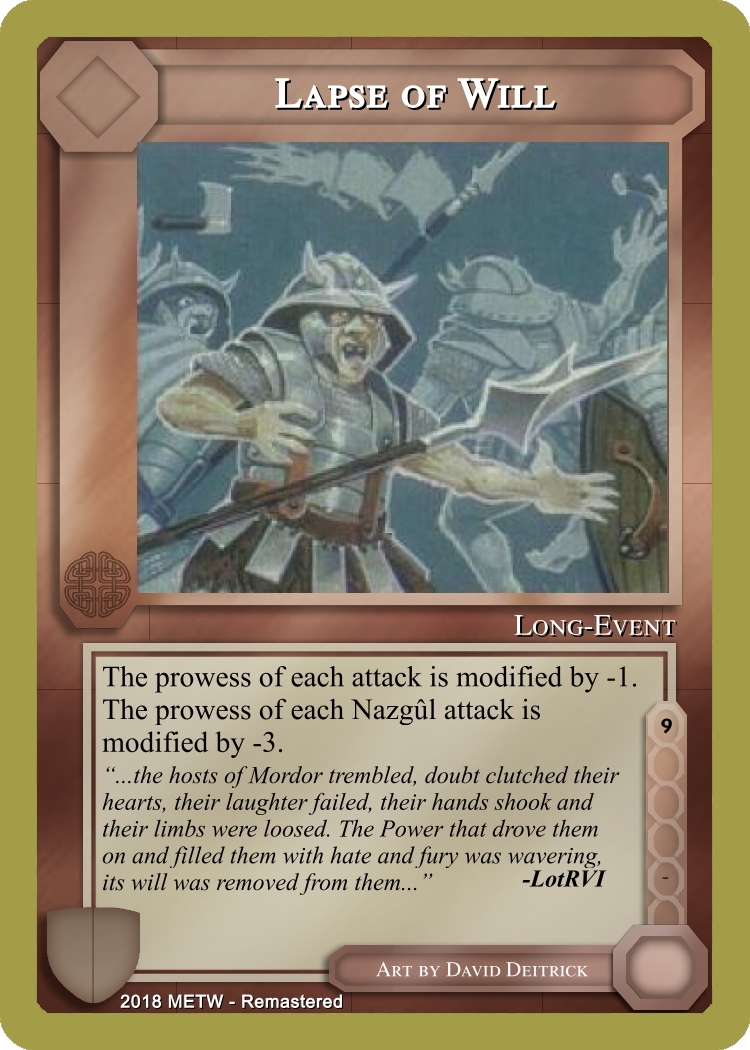 Lapse of Will
Long-Event
The prowess of each attack is modified by -1.
The prowess of each Nazgûl attack is
modified by -3.
9
“...the hosts of Mordor trembled, doubt clutched their
hearts, their laughter failed, their hands shook and
their limbs were loosed. The Power that drove them
on and filled them with hate and fury was wavering,
its will was removed from them...” -LotRVI
-
Art by David Deitrick
2018 METW - Remastered